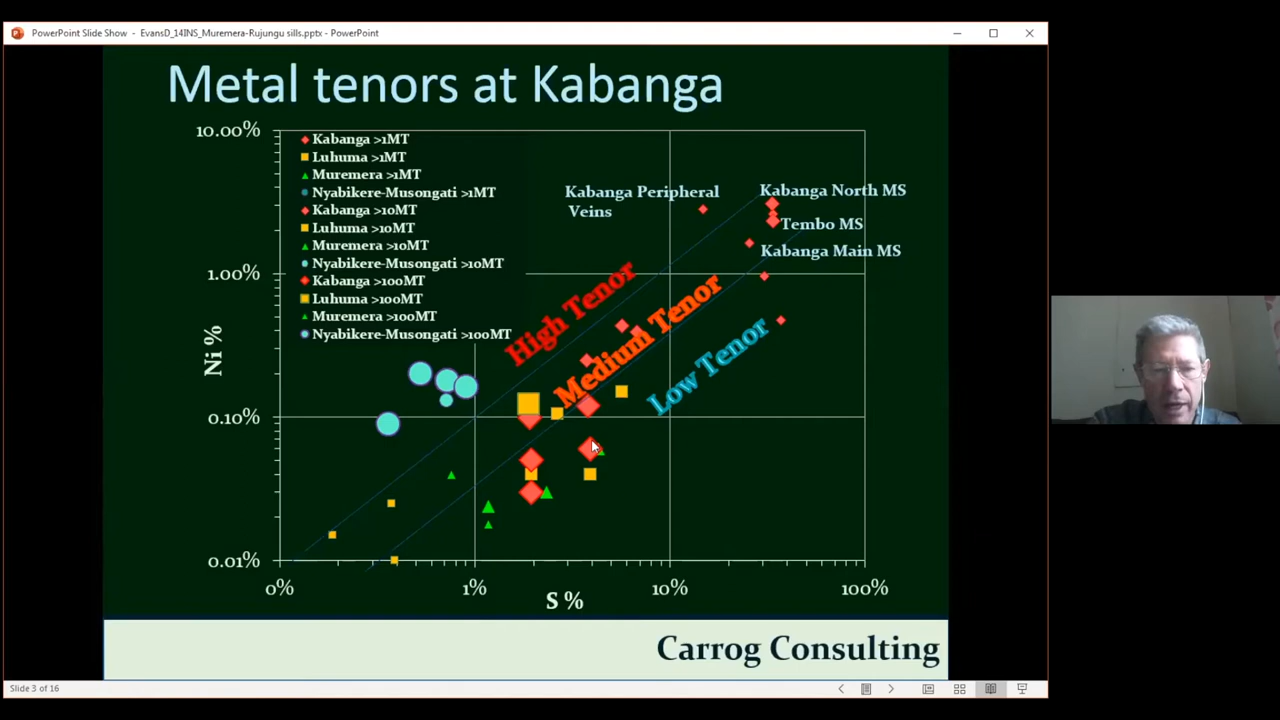 PowerPoint Slide Show - EvansD_14INS_Muremera-Rujungu sills.pptx - PowerPoint
Metal tenors at Kabanga
10.00%
Kabanga >1MT
Luhuma >1MT
Muremera >1MT
Nyabikere-Musongati >1MT
Kabanga >10MT
Luhuma >10MT
Muremera >10MT
Nyabikere-Musongati >10MT
Kabanga >100MT
Luhuma >100MT
Muremera >100MT
Nyabikere-Musongati >100MT
Kabanga Peripheral
Veins
Kabanga North MS
Tembo MS
Kabanga Main MS
1.00%
High Tenor
Medium Tenor
Low Tenor
Ni %
0.10%
0.01%
0%
1%
10%
100%
S %
Carrog Consulting
Slide 3 of 16